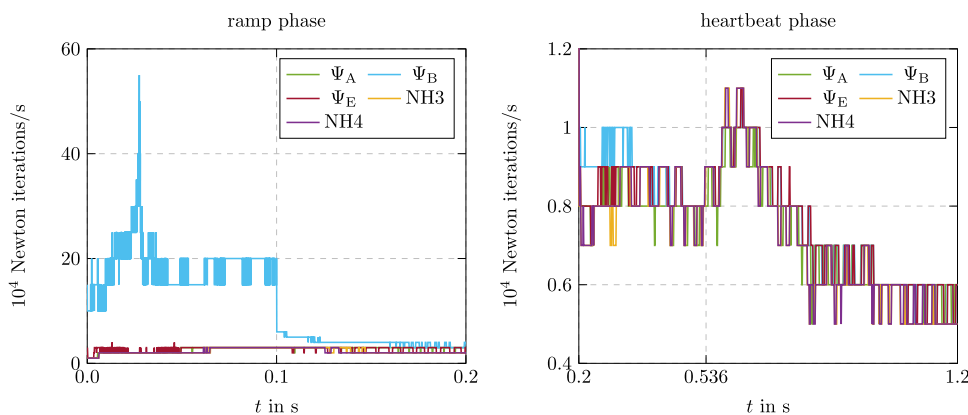 ramp phase
10⁴ Newton iterations/s
60
40
20
0
0.0
0.1
0.2
t in s
Ψ_A Ψ_B
Ψ_E NH3
NH4
heartbeat phase
10⁴ Newton iterations/s
1.2
1
0.8
0.6
0.4
0.2
0.536
1.2
t in s
Ψ_A Ψ_B
Ψ_E NH3
NH4